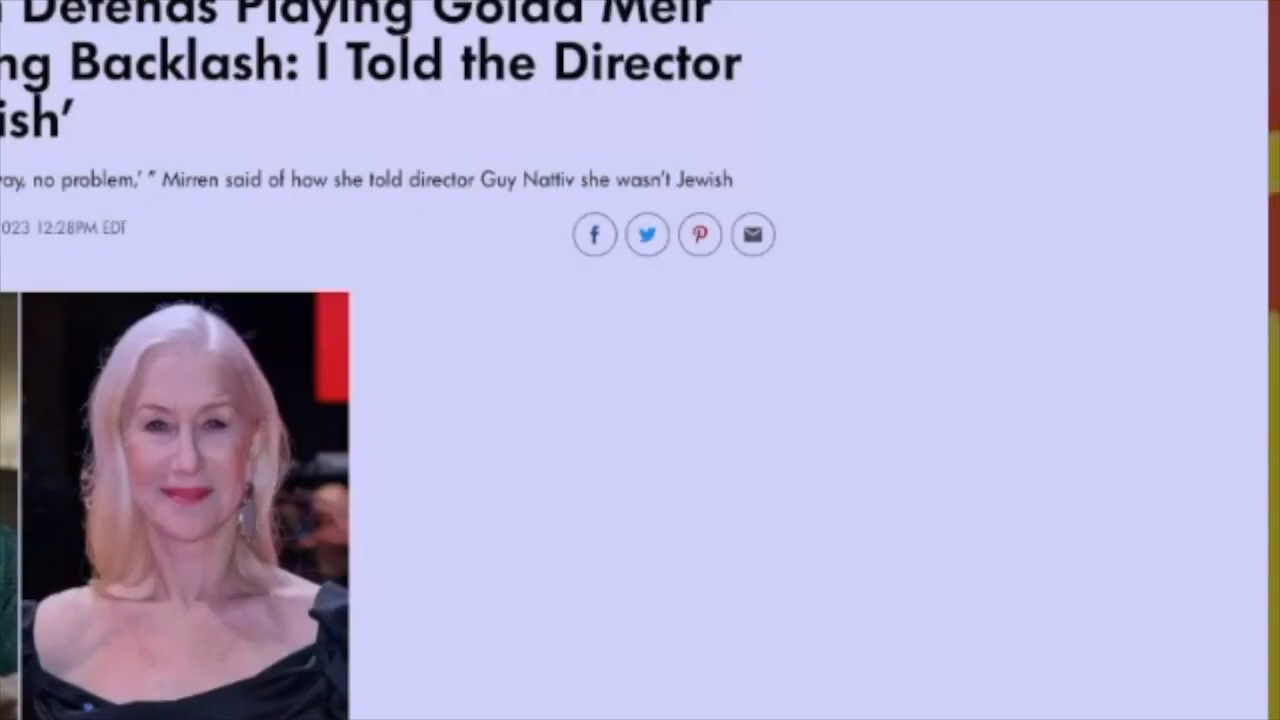 Defends Playing Golda Meir
ng Backlash: I Told the Director
ish’
way, no problem,’ ” Mirren said of how she told director Guy Nattiv she wasn’t Jewish
023 12:28PM EDT